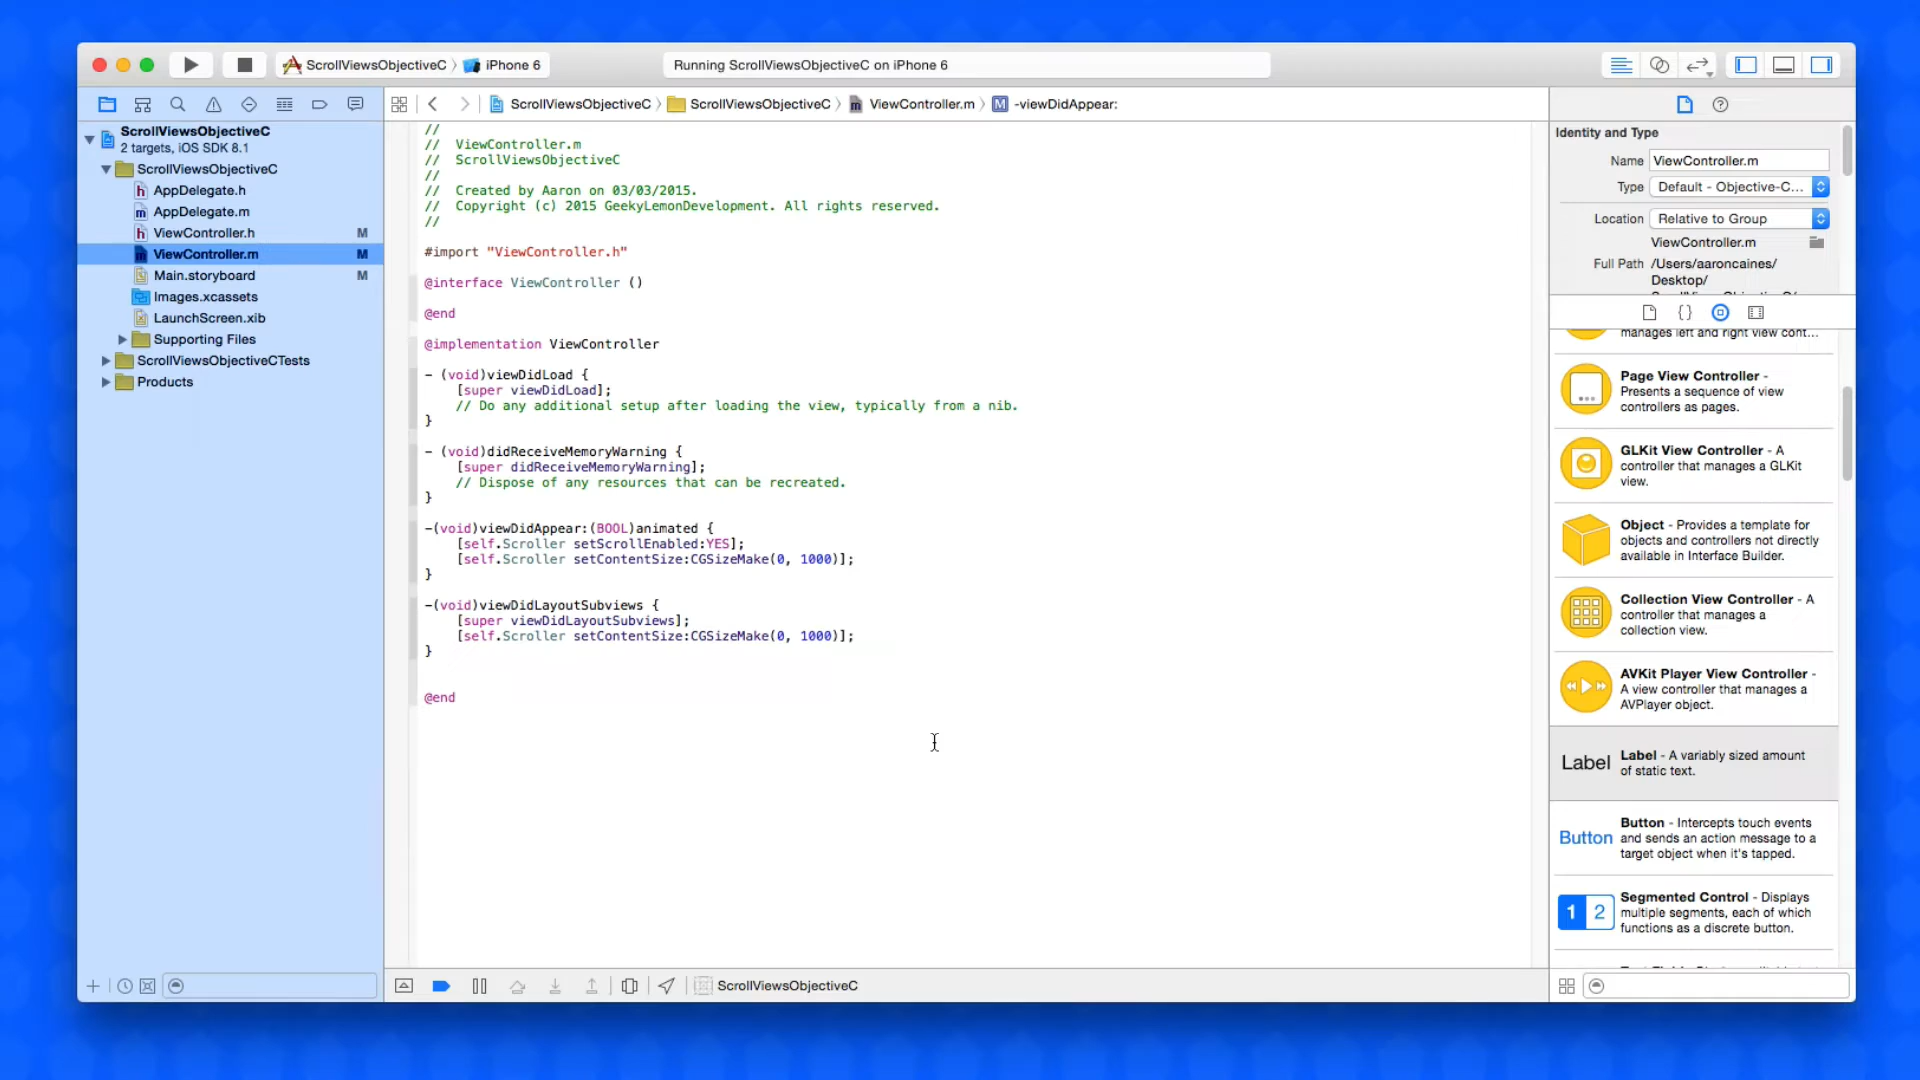 ScrollViewsObjectiveC 〉 iPhone 6
Running ScrollViewsObjectiveC on iPhone 6
ScrollViewsObjectiveC 〉 ScrollViewsObjectiveC 〉 ViewController.m 〉 M -viewDidAppear:
ScrollViewsObjectiveC
2 targets, iOS SDK 8.1
ScrollViewsObjectiveC
h AppDelegate.h
m AppDelegate.m
h ViewController.h M
m ViewController.m M
Main.storyboard M
Images.xcassets
LaunchScreen.xib
Supporting Files
ScrollViewsObjectiveCTests
Products
//
// ViewController.m
// ScrollViewsObjectiveC
//
// Created by Aaron on 03/03/2015.
// Copyright (c) 2015 GeekyLemonDevelopment. All rights reserved.
//
#import "ViewController.h"
@interface ViewController ()
@end
@implementation ViewController
- (void)viewDidLoad {
[super viewDidLoad];
// Do any additional setup after loading the view, typically from a nib.
}
- (void)didReceiveMemoryWarning {
[super didReceiveMemoryWarning];
// Dispose of any resources that can be recreated.
}
-(void)viewDidAppear:(BOOL)animated {
[self.Scroller setScrollEnabled:YES];
[self.Scroller setContentSize:CGSizeMake(0, 1000)];
}
-(void)viewDidLayoutSubviews {
[super viewDidLayoutSubviews];
[self.Scroller setContentSize:CGSizeMake(0, 1000)];
}
@end
ScrollViewsObjectiveC
Identity and Type
Name ViewController.m
Type Default - Objective-C...
Location Relative to Group
ViewController.m
Full Path /Users/aaroncaines/
Desktop/
{ }
manages left and right view cont...
Page View Controller -
Presents a sequence of view
controllers as pages.
GLKit View Controller - A
controller that manages a GLKit
view.
Object - Provides a template for
objects and controllers not directly
available in Interface Builder.
Collection View Controller - A
controller that manages a
collection view.
AVKit Player View Controller -
A view controller that manages a
AVPlayer object.
Label
Label - A variably sized amount
of static text.
Button
Button - Intercepts touch events
and sends an action message to a
target object when it's tapped.
1 2
Segmented Control - Displays
multiple segments, each of which
functions as a discrete button.